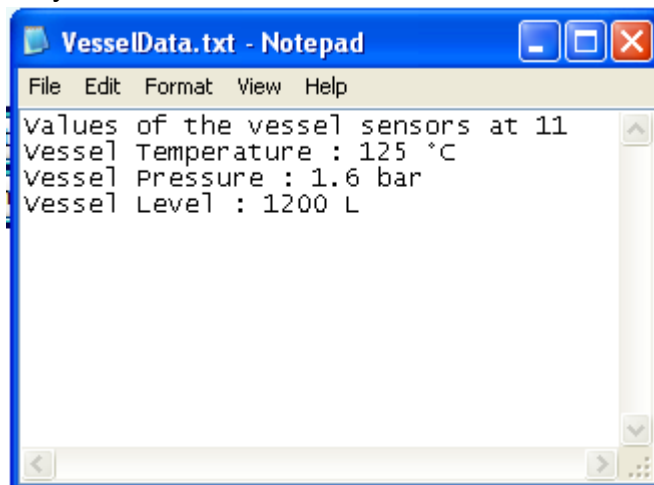 VesselData.txt - Notepad
File Edit Format View Help
Values of the vessel sensors at 11
Vessel Temperature : 125 °C
Vessel Pressure : 1.6 bar
Vessel Level : 1200 L